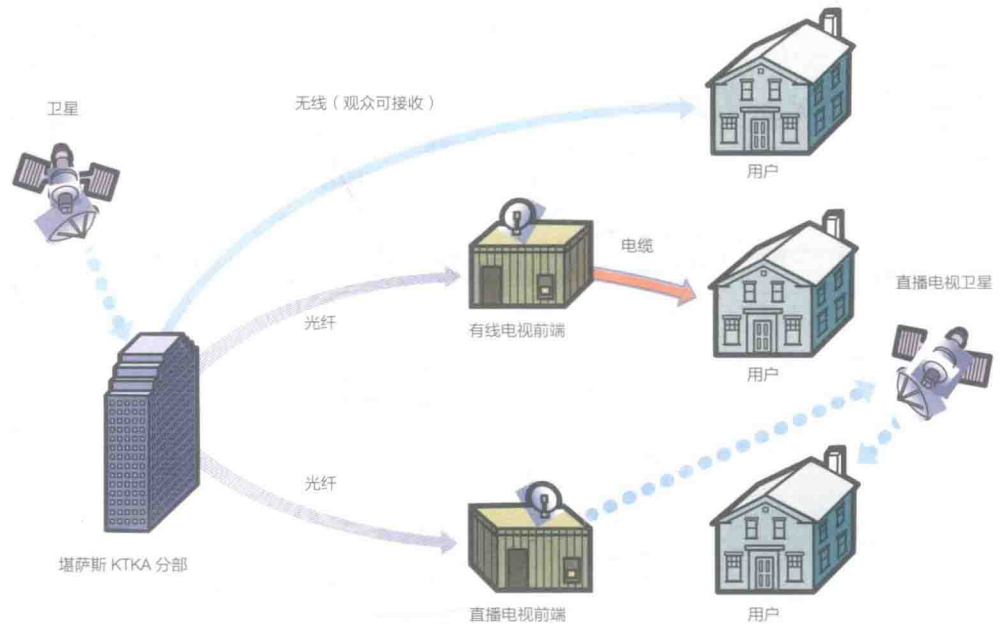 卫星
无线（观众可接收）
用户
电缆
直播电视卫星
光纤
有线电视前端
用户
光纤
堪萨斯 KTKA 分部
直播电视前端
用户